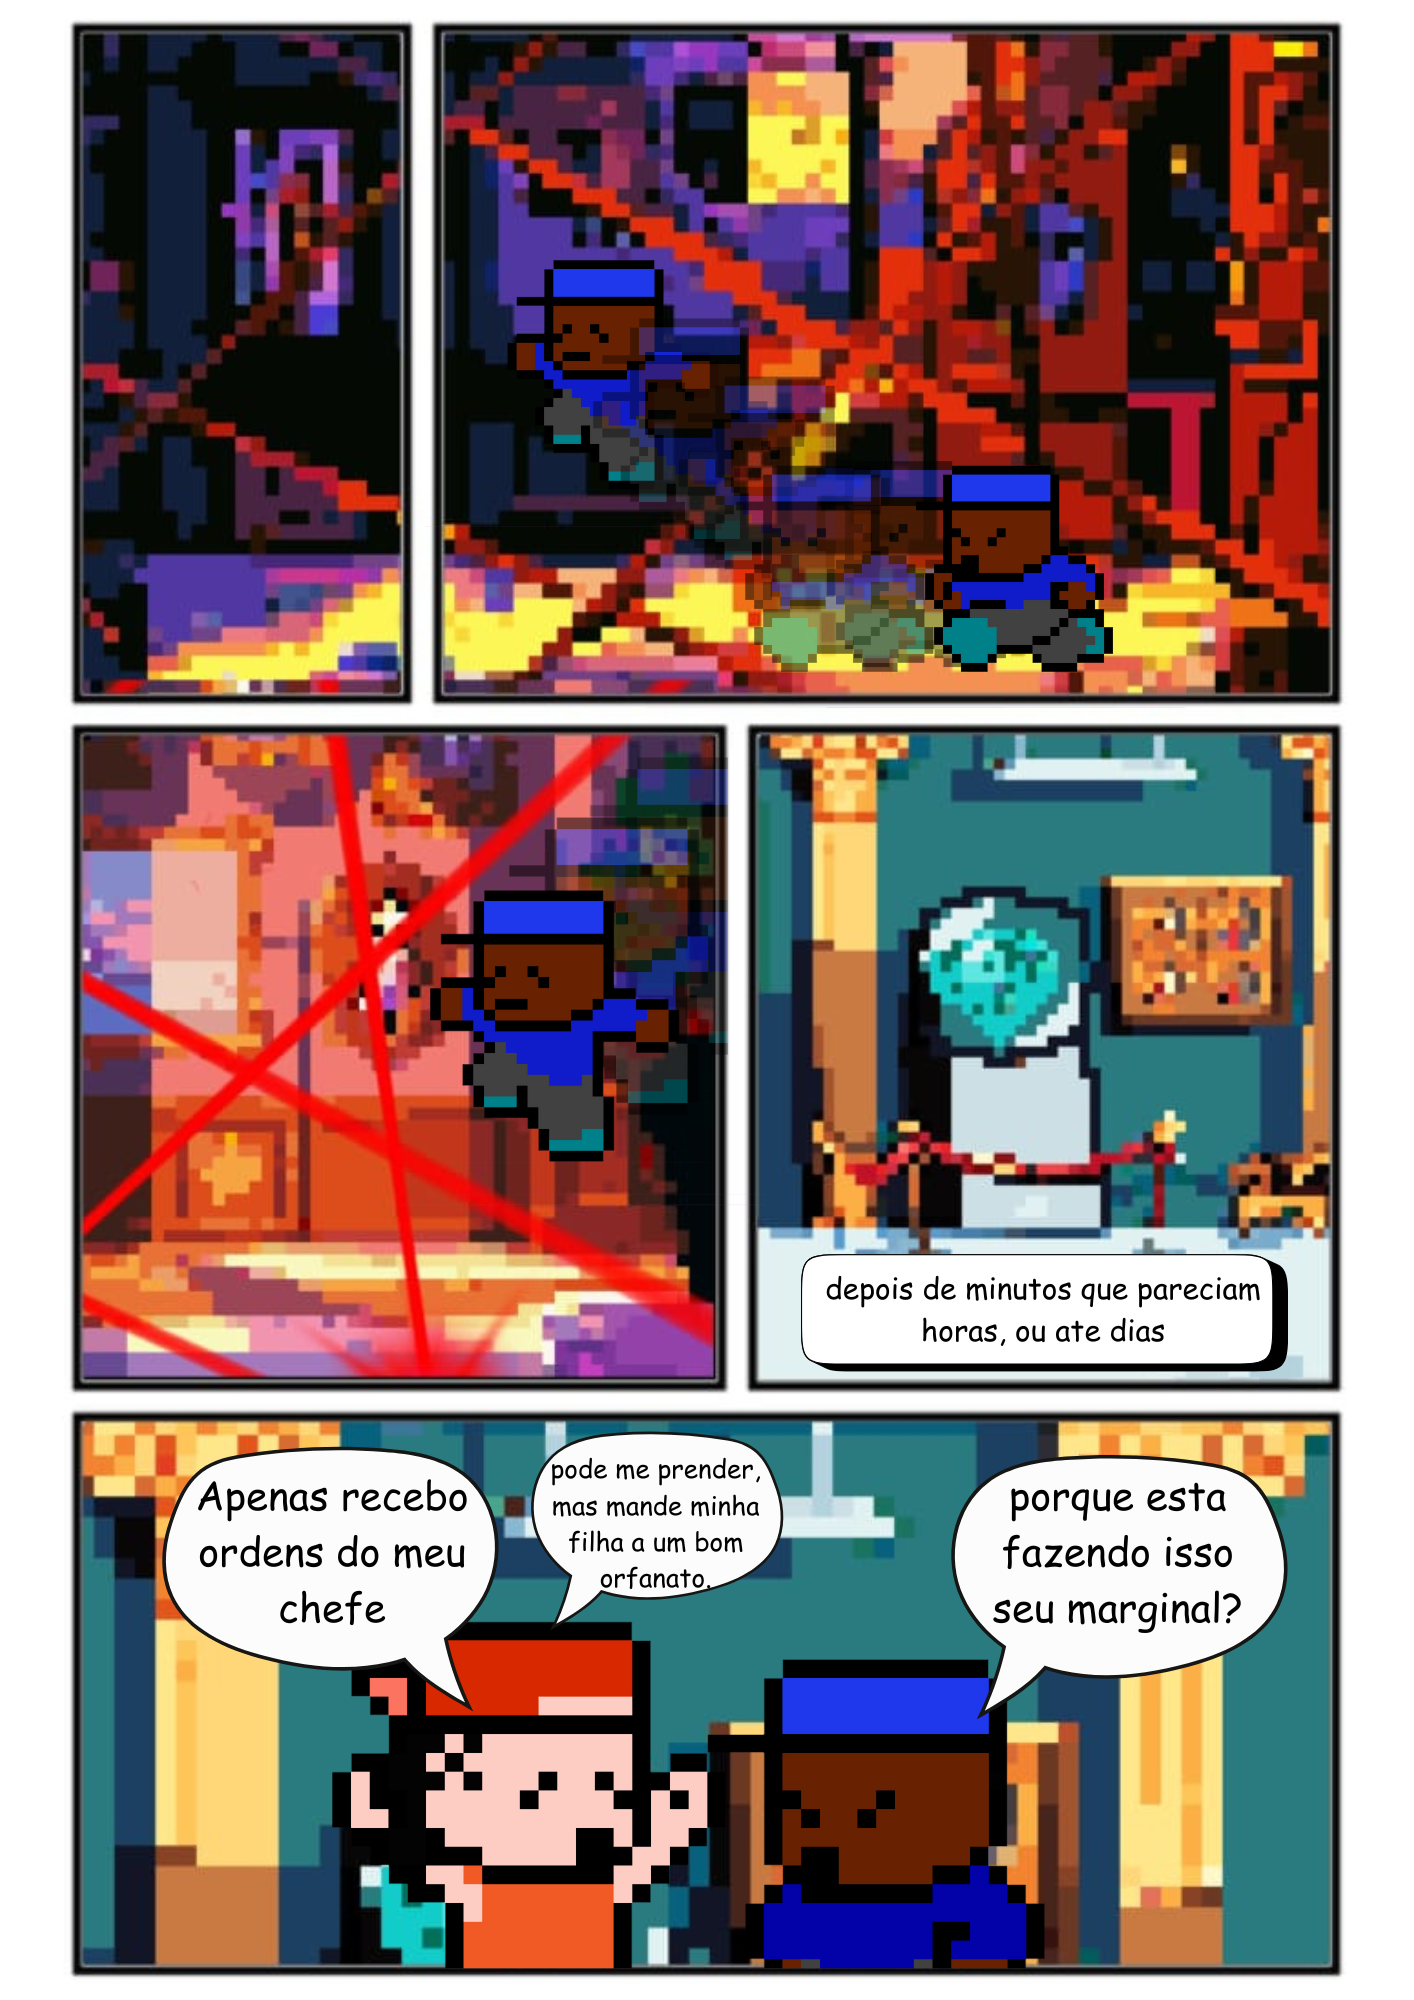 depois de minutos que pareciam
horas, ou ate dias
Apenas recebo
ordens do meu
chefe
pode me prender,
mas mande minha
filha a um bom
orfanato.
porque esta
fazendo isso
seu marginal?